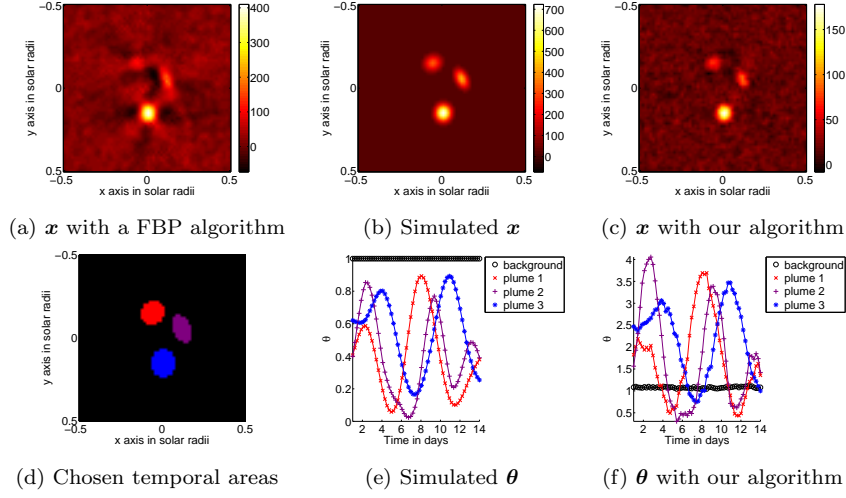 −0.5
0
0.5
−0.5
0
0.5
x axis in solar radii
y axis in solar radii
400
300
200
100
0
(a) x with a FBP algorithm
−0.5
0
0.5
−0.5
0
0.5
x axis in solar radii
y axis in solar radii
700
600
500
400
300
200
100
0
(b) Simulated x
−0.5
0
0.5
−0.5
0
0.5
x axis in solar radii
y axis in solar radii
150
100
50
0
(c) x with our algorithm
−0.5
0
0.5
−0.5
0
0.5
x axis in solar radii
y axis in solar radii
(d) Chosen temporal areas
1
0.8
0.6
0.4
0.2
0
θ
2
4
6
8
10
12
14
Time in days
background
plume 1
plume 2
plume 3
(e) Simulated θ
4
3.5
3
2.5
2
1.5
1
0.5
θ
2
4
6
8
10
12
14
Time in days
background
plume 1
plume 2
plume 3
(f) θ with our algorithm